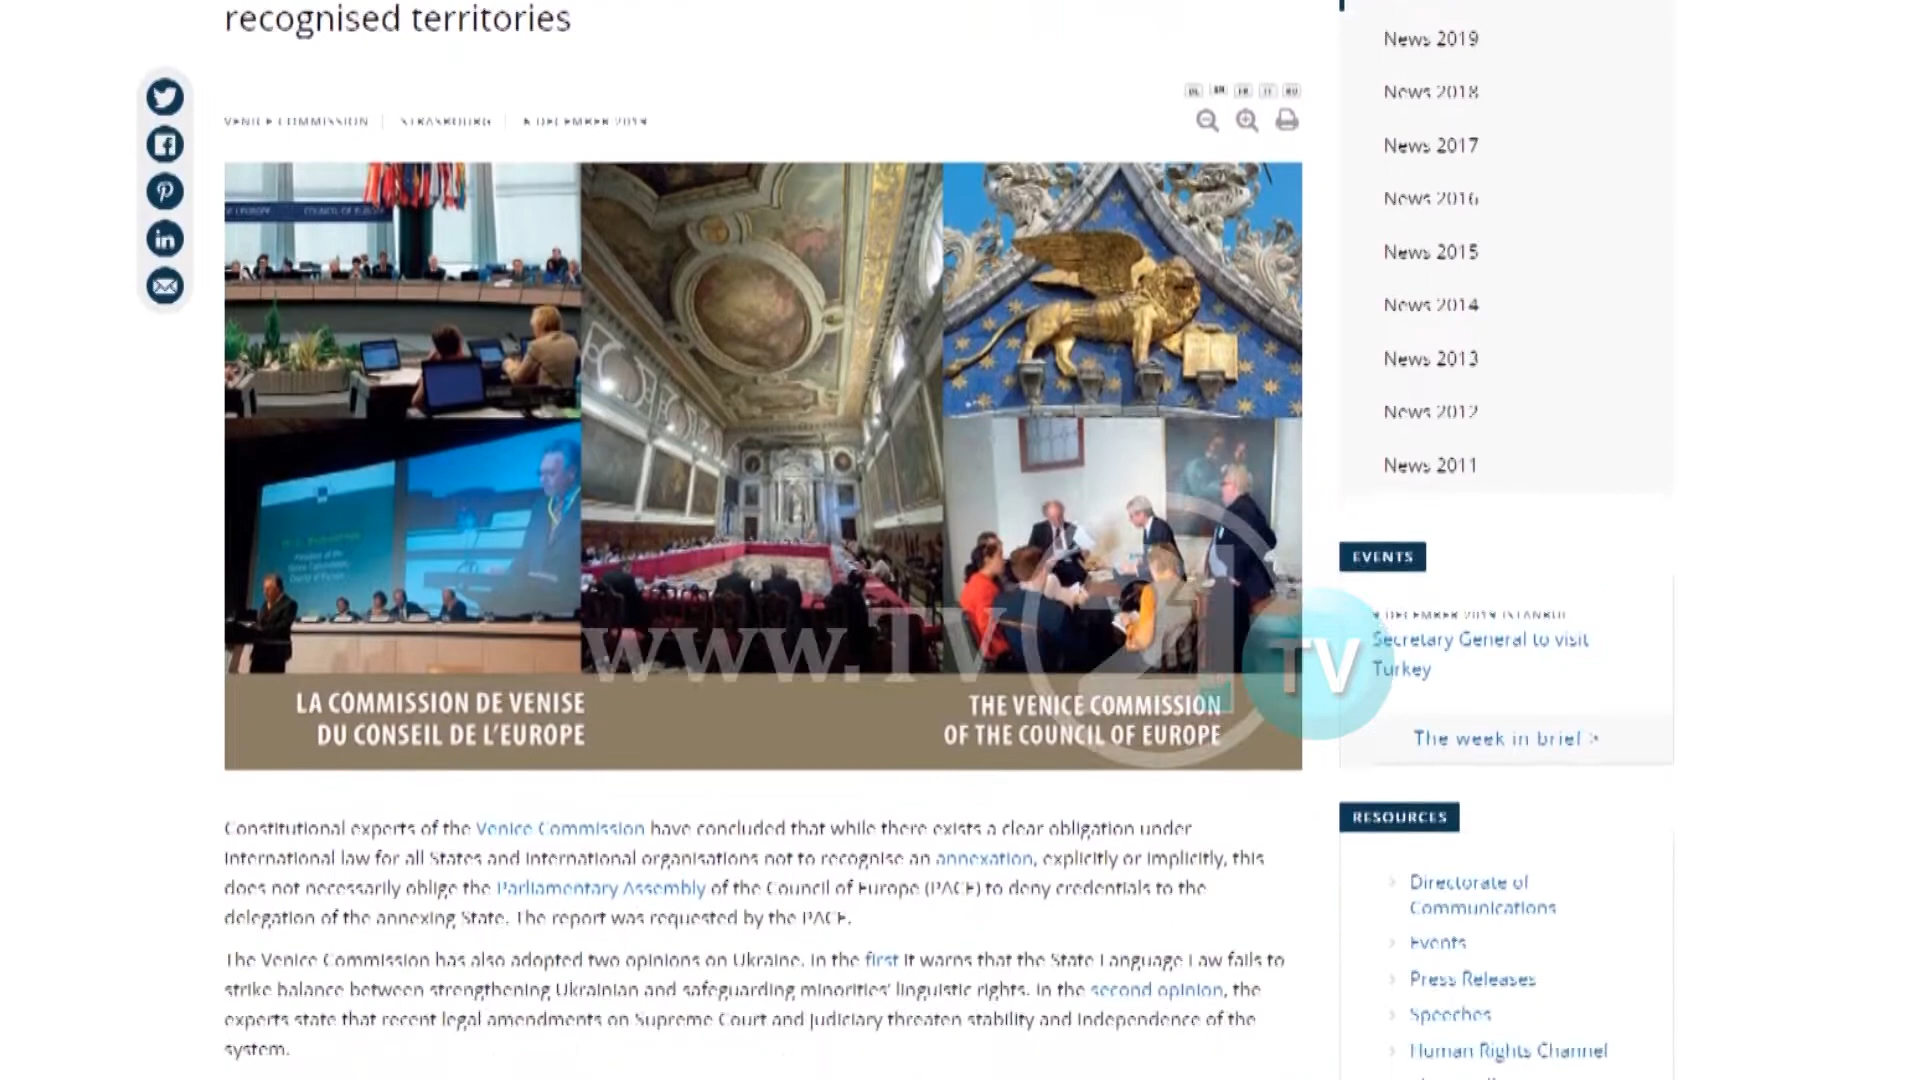 recognised territories
VENICE COMMISSION
STRASBOURG
6 DECEMBER 2019
DE EN FR IT RU
COUNCIL OF EUROPE
LA COMMISSION DE VENISE
DU CONSEIL DE L'EUROPE
THE VENICE COMMISSION
OF THE COUNCIL OF EUROPE
www.TV21
TV
Constitutional experts of the Venice Commission have concluded that while there exists a clear obligation under
international law for all States and international organisations not to recognise an annexation, explicitly or implicitly, this
does not necessarily oblige the Parliamentary Assembly of the Council of Europe (PACE) to deny credentials to the
delegation of the annexing State. The report was requested by the PACE.
The Venice Commission has also adopted two opinions on Ukraine. In the first it warns that the State Language Law fails to
strike balance between strengthening Ukrainian and safeguarding minorities' linguistic rights. In the second opinion, the
experts state that recent legal amendments on Supreme Court and judiciary threaten stability and independence of the
system.
News 2019
News 2018
News 2017
News 2016
News 2015
News 2014
News 2013
News 2012
News 2011
EVENTS
DECEMBER 2019 ISTANBUL
Secretary General to visit
Turkey
The week in brief >
RESOURCES
Directorate of
Communications
Events
Press Releases
Speeches
Human Rights Channel